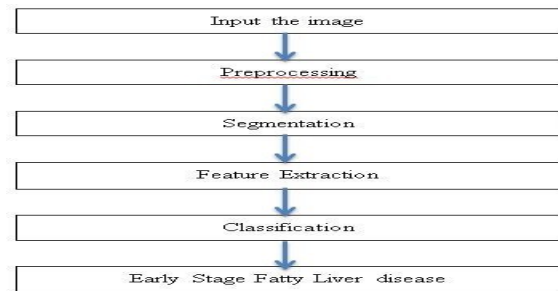 Input the image
Preprocessing
Segmentation
Feature Extraction
Classification
Early Stage Fatty Liver disease